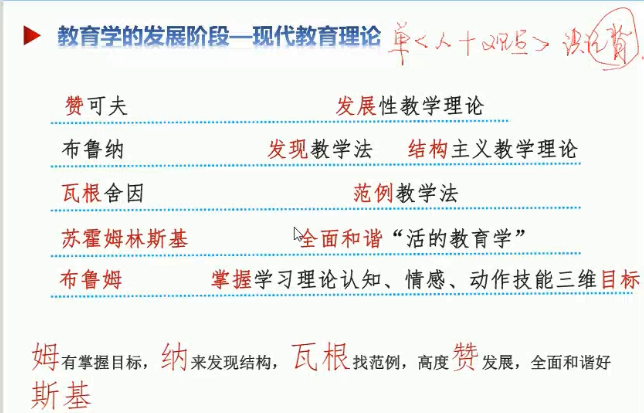 教育学的发展阶段—现代教育理论 单<人+观点>
赞可夫 发展性教学理论
布鲁纳 发现教学法 结构主义教学理论
瓦根舍因 范例教学法
苏霍姆林斯基 全面和谐“活的教育学”
布鲁姆 掌握学习理论认知、情感、动作技能三维目标
姆有掌握目标，纳来发现结构，瓦根找范例，高度赞发展，全面和谐好
斯基